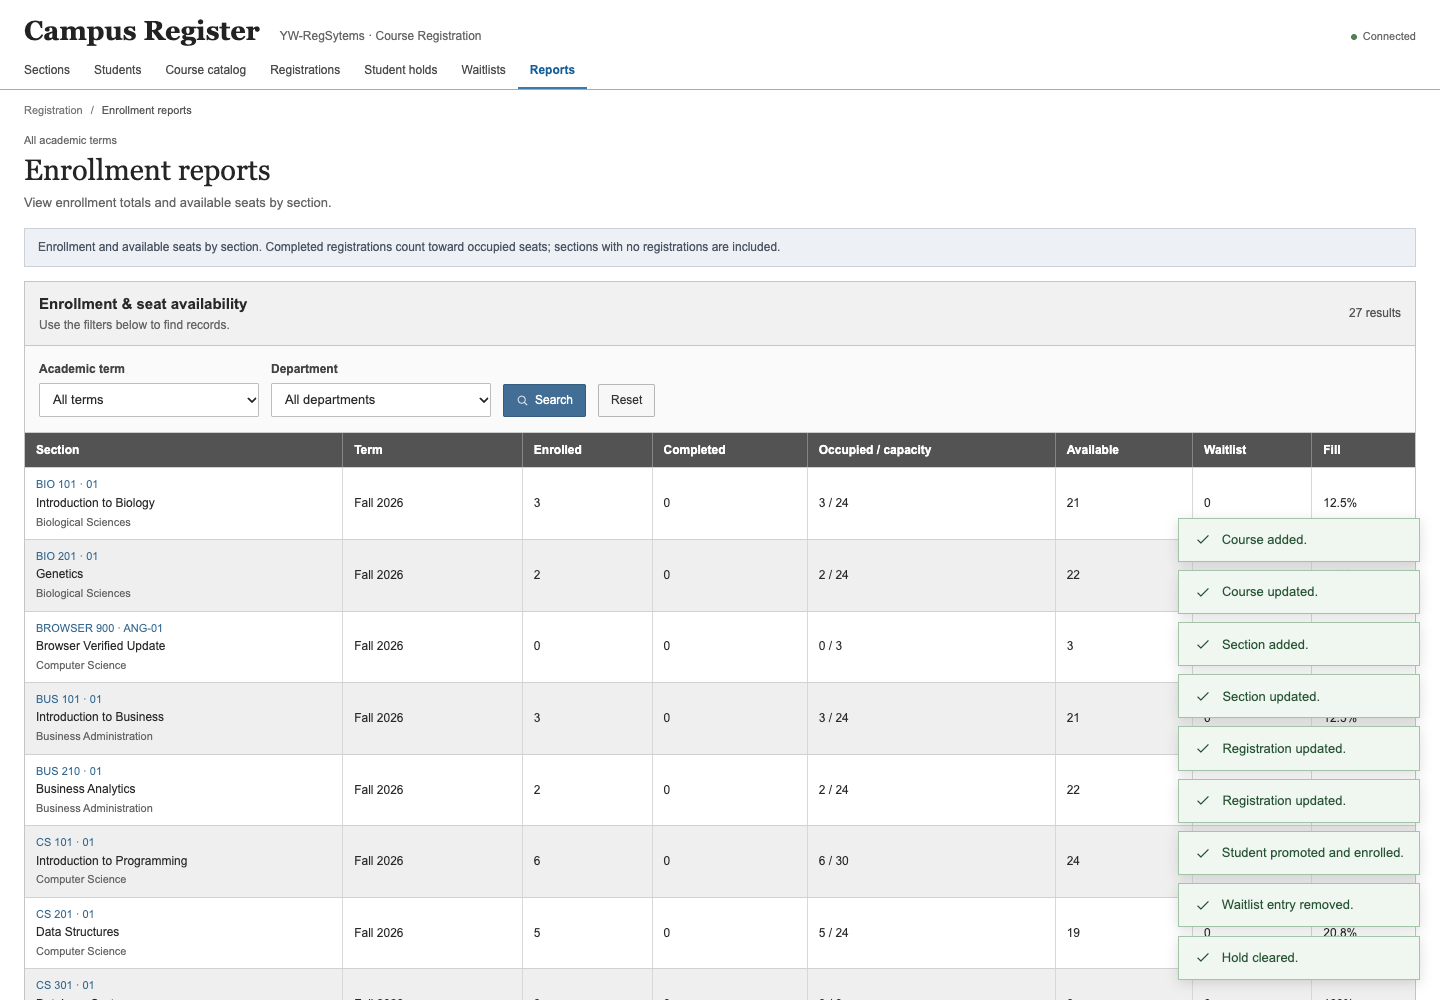 Campus Register
YW-RegSytems · Course Registration
Connected
Sections Students Course catalog Registrations Student holds Waitlists Reports
Registration / Enrollment reports
All academic terms
Enrollment reports
View enrollment totals and available seats by section.
Enrollment and available seats by section. Completed registrations count toward occupied seats; sections with no registrations are included.
Enrollment & seat availability
Use the filters below to find records.
27 results
Academic term Department
All terms All departments Search Reset
Section Term Enrolled Completed Occupied / capacity Available Waitlist Fill
BIO 101 · 01
Introduction to Biology
Biological Sciences
Fall 2026 3 0 3 / 24 21 0 12.5%
BIO 201 · 01
Genetics
Biological Sciences
Fall 2026 2 0 2 / 24 22
BROWSER 900 · ANG-01
Browser Verified Update
Computer Science
Fall 2026 0 0 0 / 3 3
BUS 101 · 01
Introduction to Business
Business Administration
Fall 2026 3 0 3 / 24 21 0 12.5%
BUS 210 · 01
Business Analytics
Business Administration
Fall 2026 2 0 2 / 24 22
CS 101 · 01
Introduction to Programming
Computer Science
Fall 2026 6 0 6 / 30 24
CS 201 · 01
Data Structures
Computer Science
Fall 2026 5 0 5 / 24 19 0 20.8%
CS 301 · 01
Course added.
Course updated.
Section added.
Section updated.
Registration updated.
Registration updated.
Student promoted and enrolled.
Waitlist entry removed.
Hold cleared.